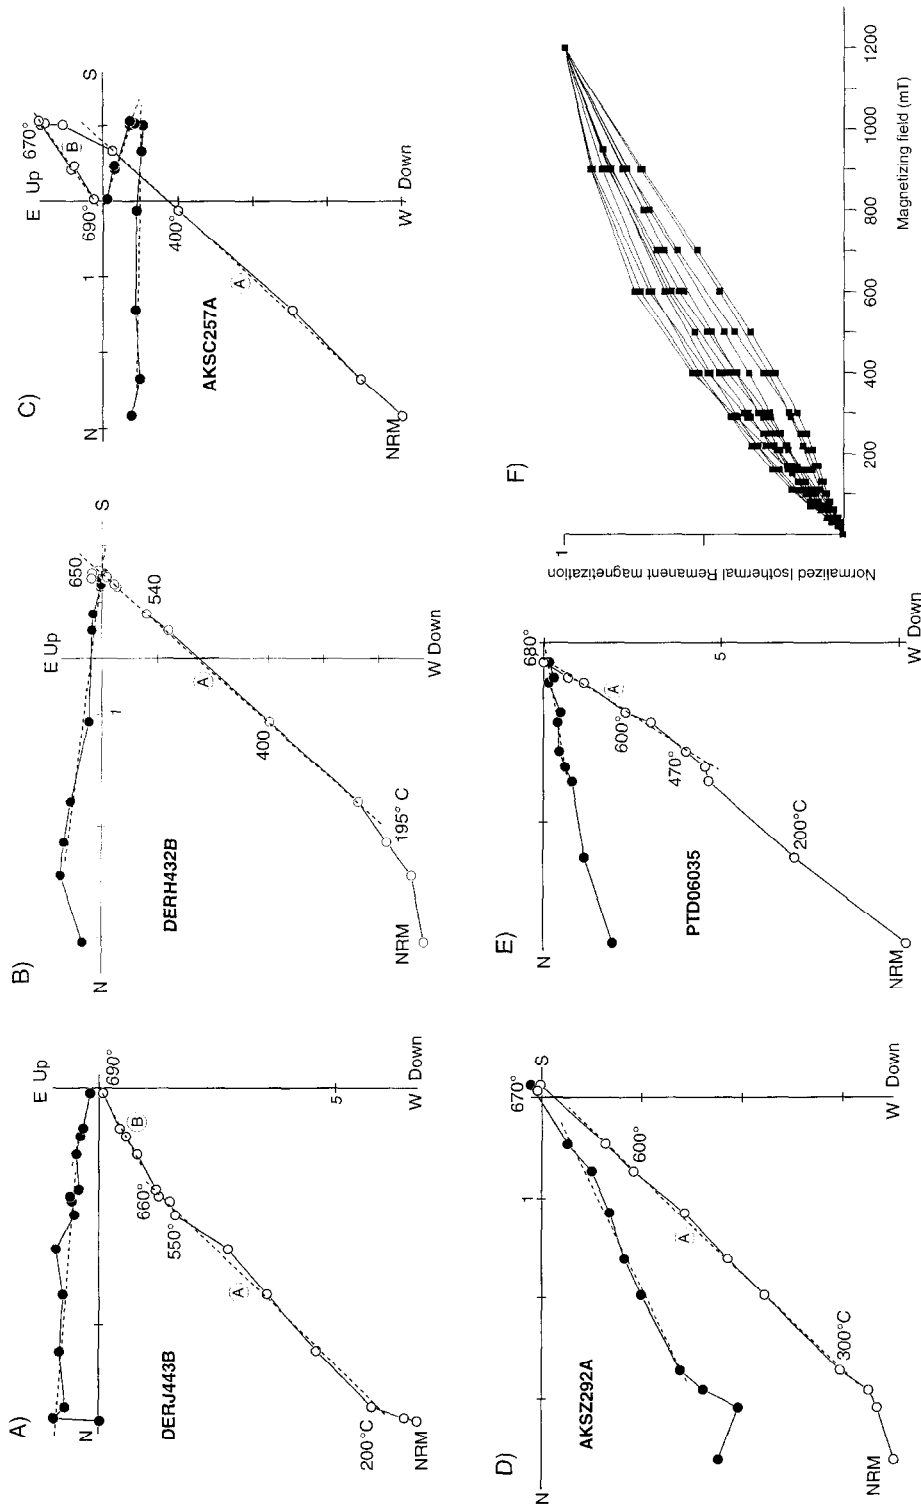 A)
E Up
690°
B
660°
550°
A
5
DERJ443B
200°C
N
NRM
W Down
B)
E Up
S
650
540
A
1
400
195° C
DERH432B
N
NRM
W Down
C)
E Up
670°
S
B
690°
400°
1
A
AKSC257A
N
NRM
W Down
D)
670°
S
600°
1
A
300°C
AKSZ292A
N
NRM
W Down
E)
680°
N
A
600°
5
470°
200°C
PTD06035
NRM
W Down
F)
1
Normalized Isothermal Remanent magnetization
200
400
600
800
1000
1200
Magnetizing field (mT)